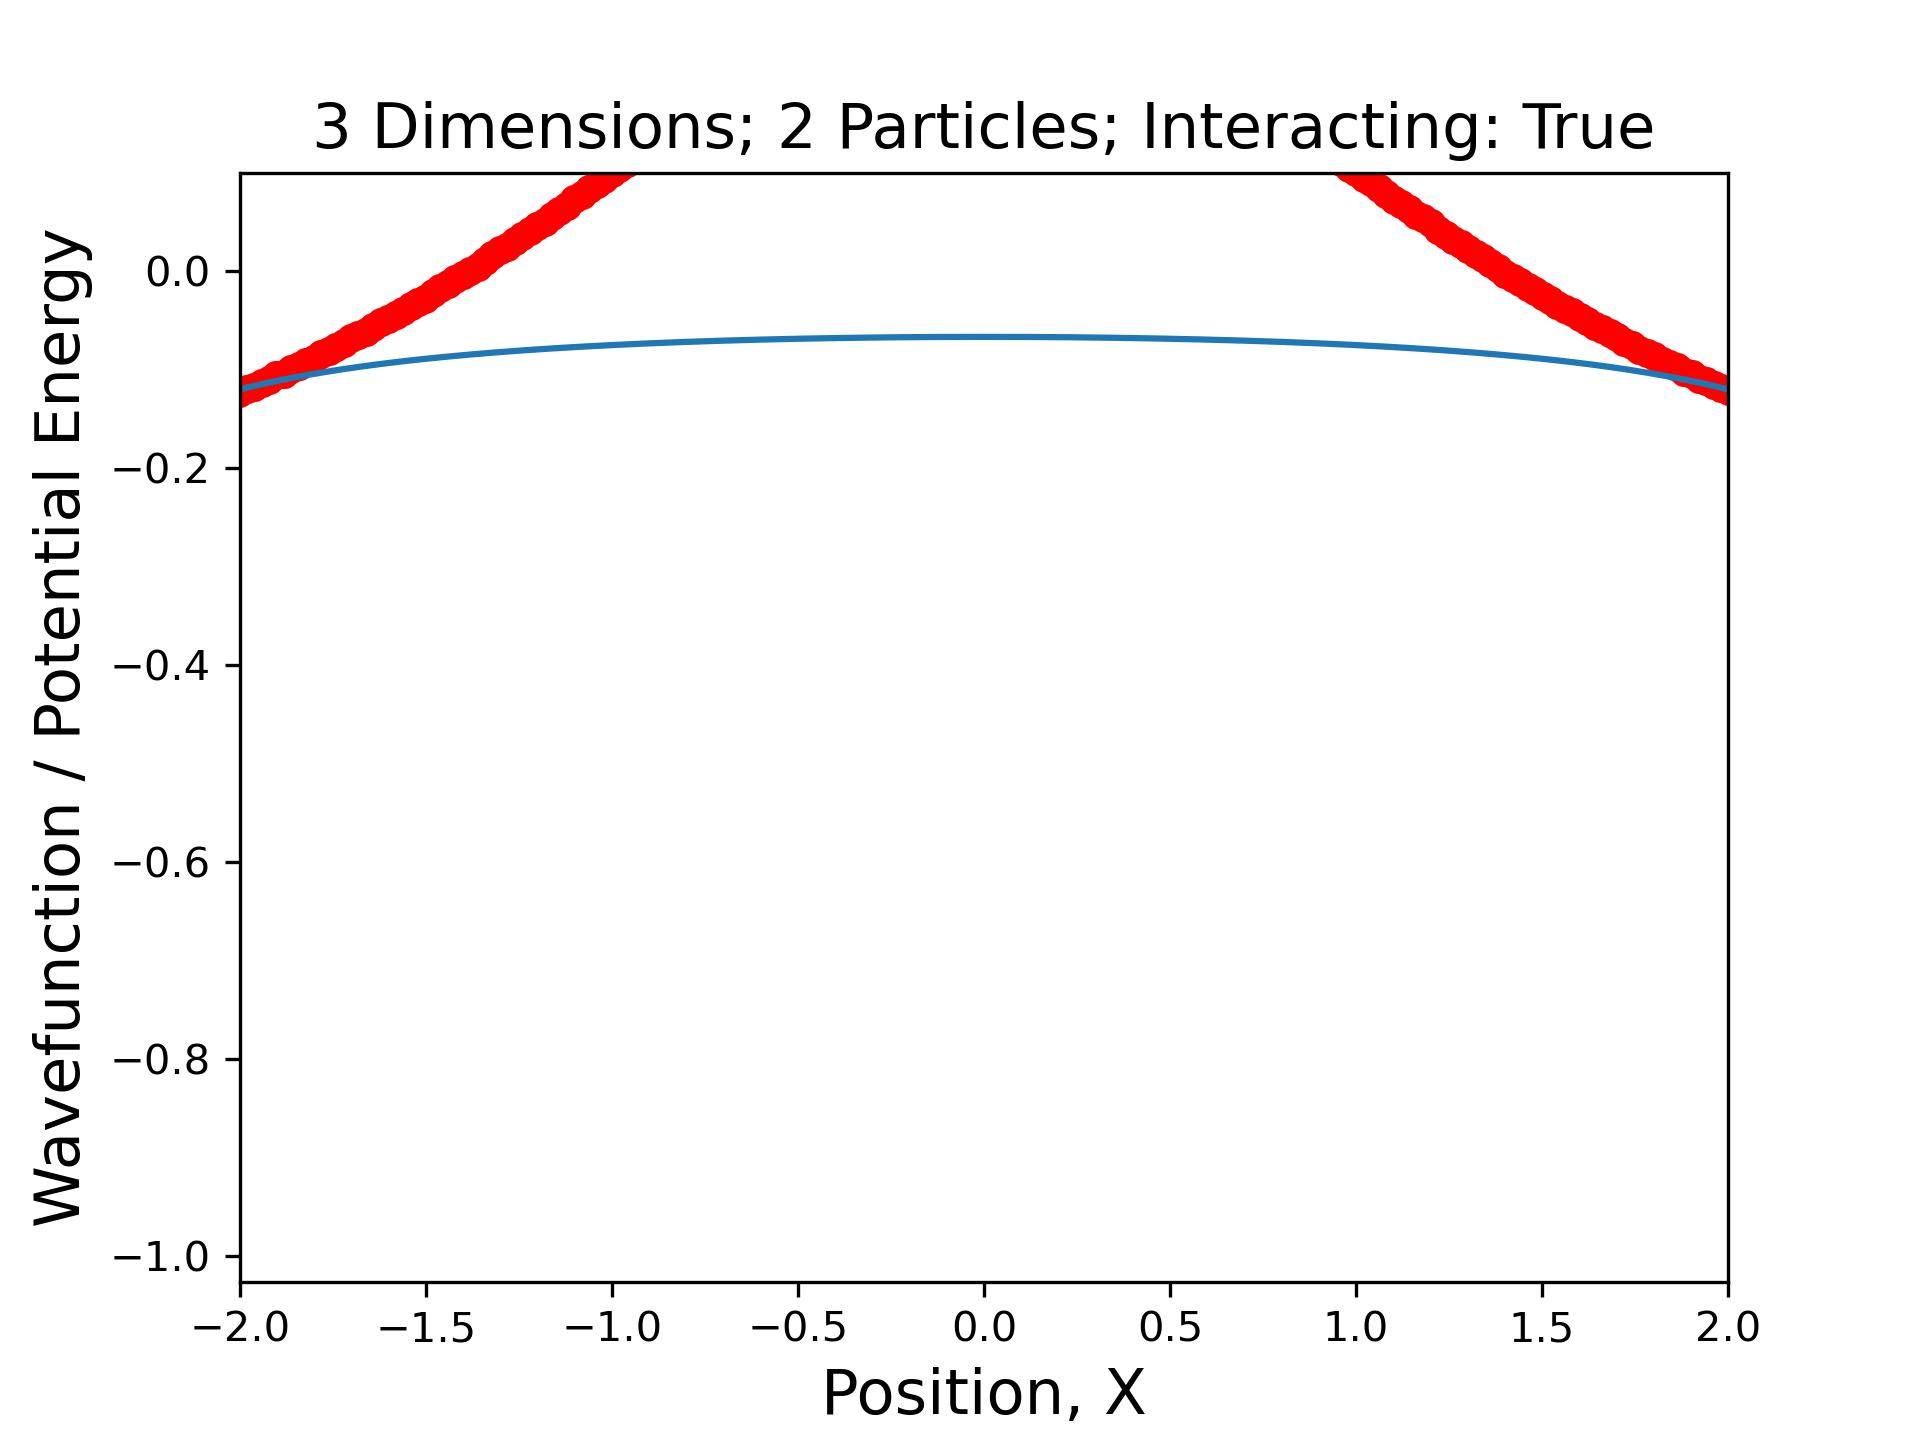 3 Dimensions; 2 Particles; Interacting: True
Wavefunction / Potential Energy
0.0
−0.2
−0.4
−0.6
−0.8
−1.0
−2.0 −1.5 −1.0 −0.5 0.0 0.5 1.0 1.5 2.0
Position, X